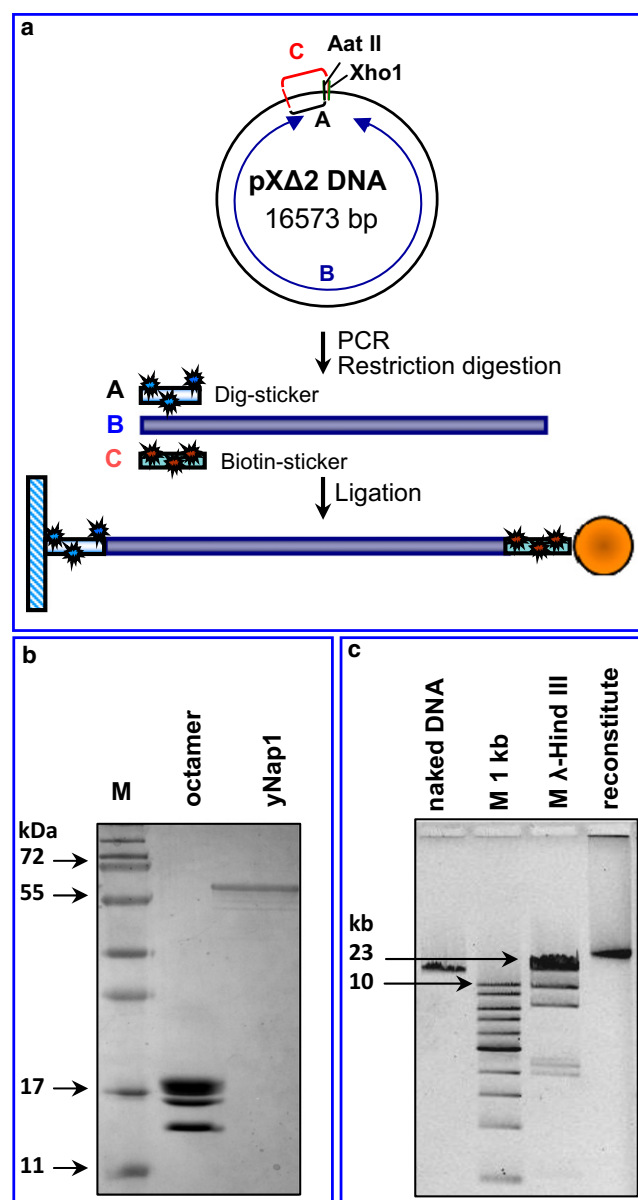 a
C
Aat II
Xho1
A
pXΔ2 DNA
16573 bp
B
PCR
Restriction digestion
A
Dig-sticker
B
C
Biotin-sticker
Ligation
b
M
octamer
yNap1
kDa
72
55
17
11
c
naked DNA
M 1 kb
M λ-Hind III
reconstitute
kb
23
10